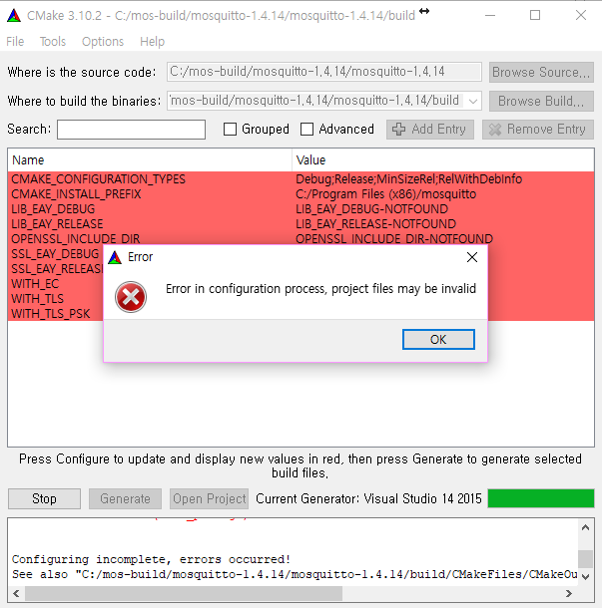 CMake 3.10.2 - C:/mos-build/mosquitto-1.4.14/mosquitto-1.4.14/build
File Tools Options Help
Where is the source code: C:/mos-build/mosquitto-1.4.14/mosquitto-1.4.14 Browse Source...
Where to build the binaries: mos-build/mosquitto-1.4.14/mosquitto-1.4.14/build Browse Build...
Search: Grouped Advanced Add Entry Remove Entry
Name Value
CMAKE_CONFIGURATION_TYPES Debug;Release;MinSizeRel;RelWithDebInfo
CMAKE_INSTALL_PREFIX C:/Program Files (x86)/mosquitto
LIB_EAY_DEBUG LIB_EAY_DEBUG-NOTFOUND
LIB_EAY_RELEASE LIB_EAY_RELEASE-NOTFOUND
OPENSSL_INCLUDE_DIR OPENSSL_INCLUDE_DIR-NOTFOUND
SSL_EAY_DEBUG
SSL_EAY_RELEAS
WITH_EC
WITH_TLS
WITH_TLS_PSK
Error
Error in configuration process, project files may be invalid
OK
Press Configure to update and display new values in red, then press Generate to generate selected
build files.
Stop Generate Open Project Current Generator: Visual Studio 14 2015
Configuring incomplete, errors occurred!
See also "C:/mos-build/mosquitto-1.4.14/mosquitto-1.4.14/build/CMakeFiles/CMakeOu